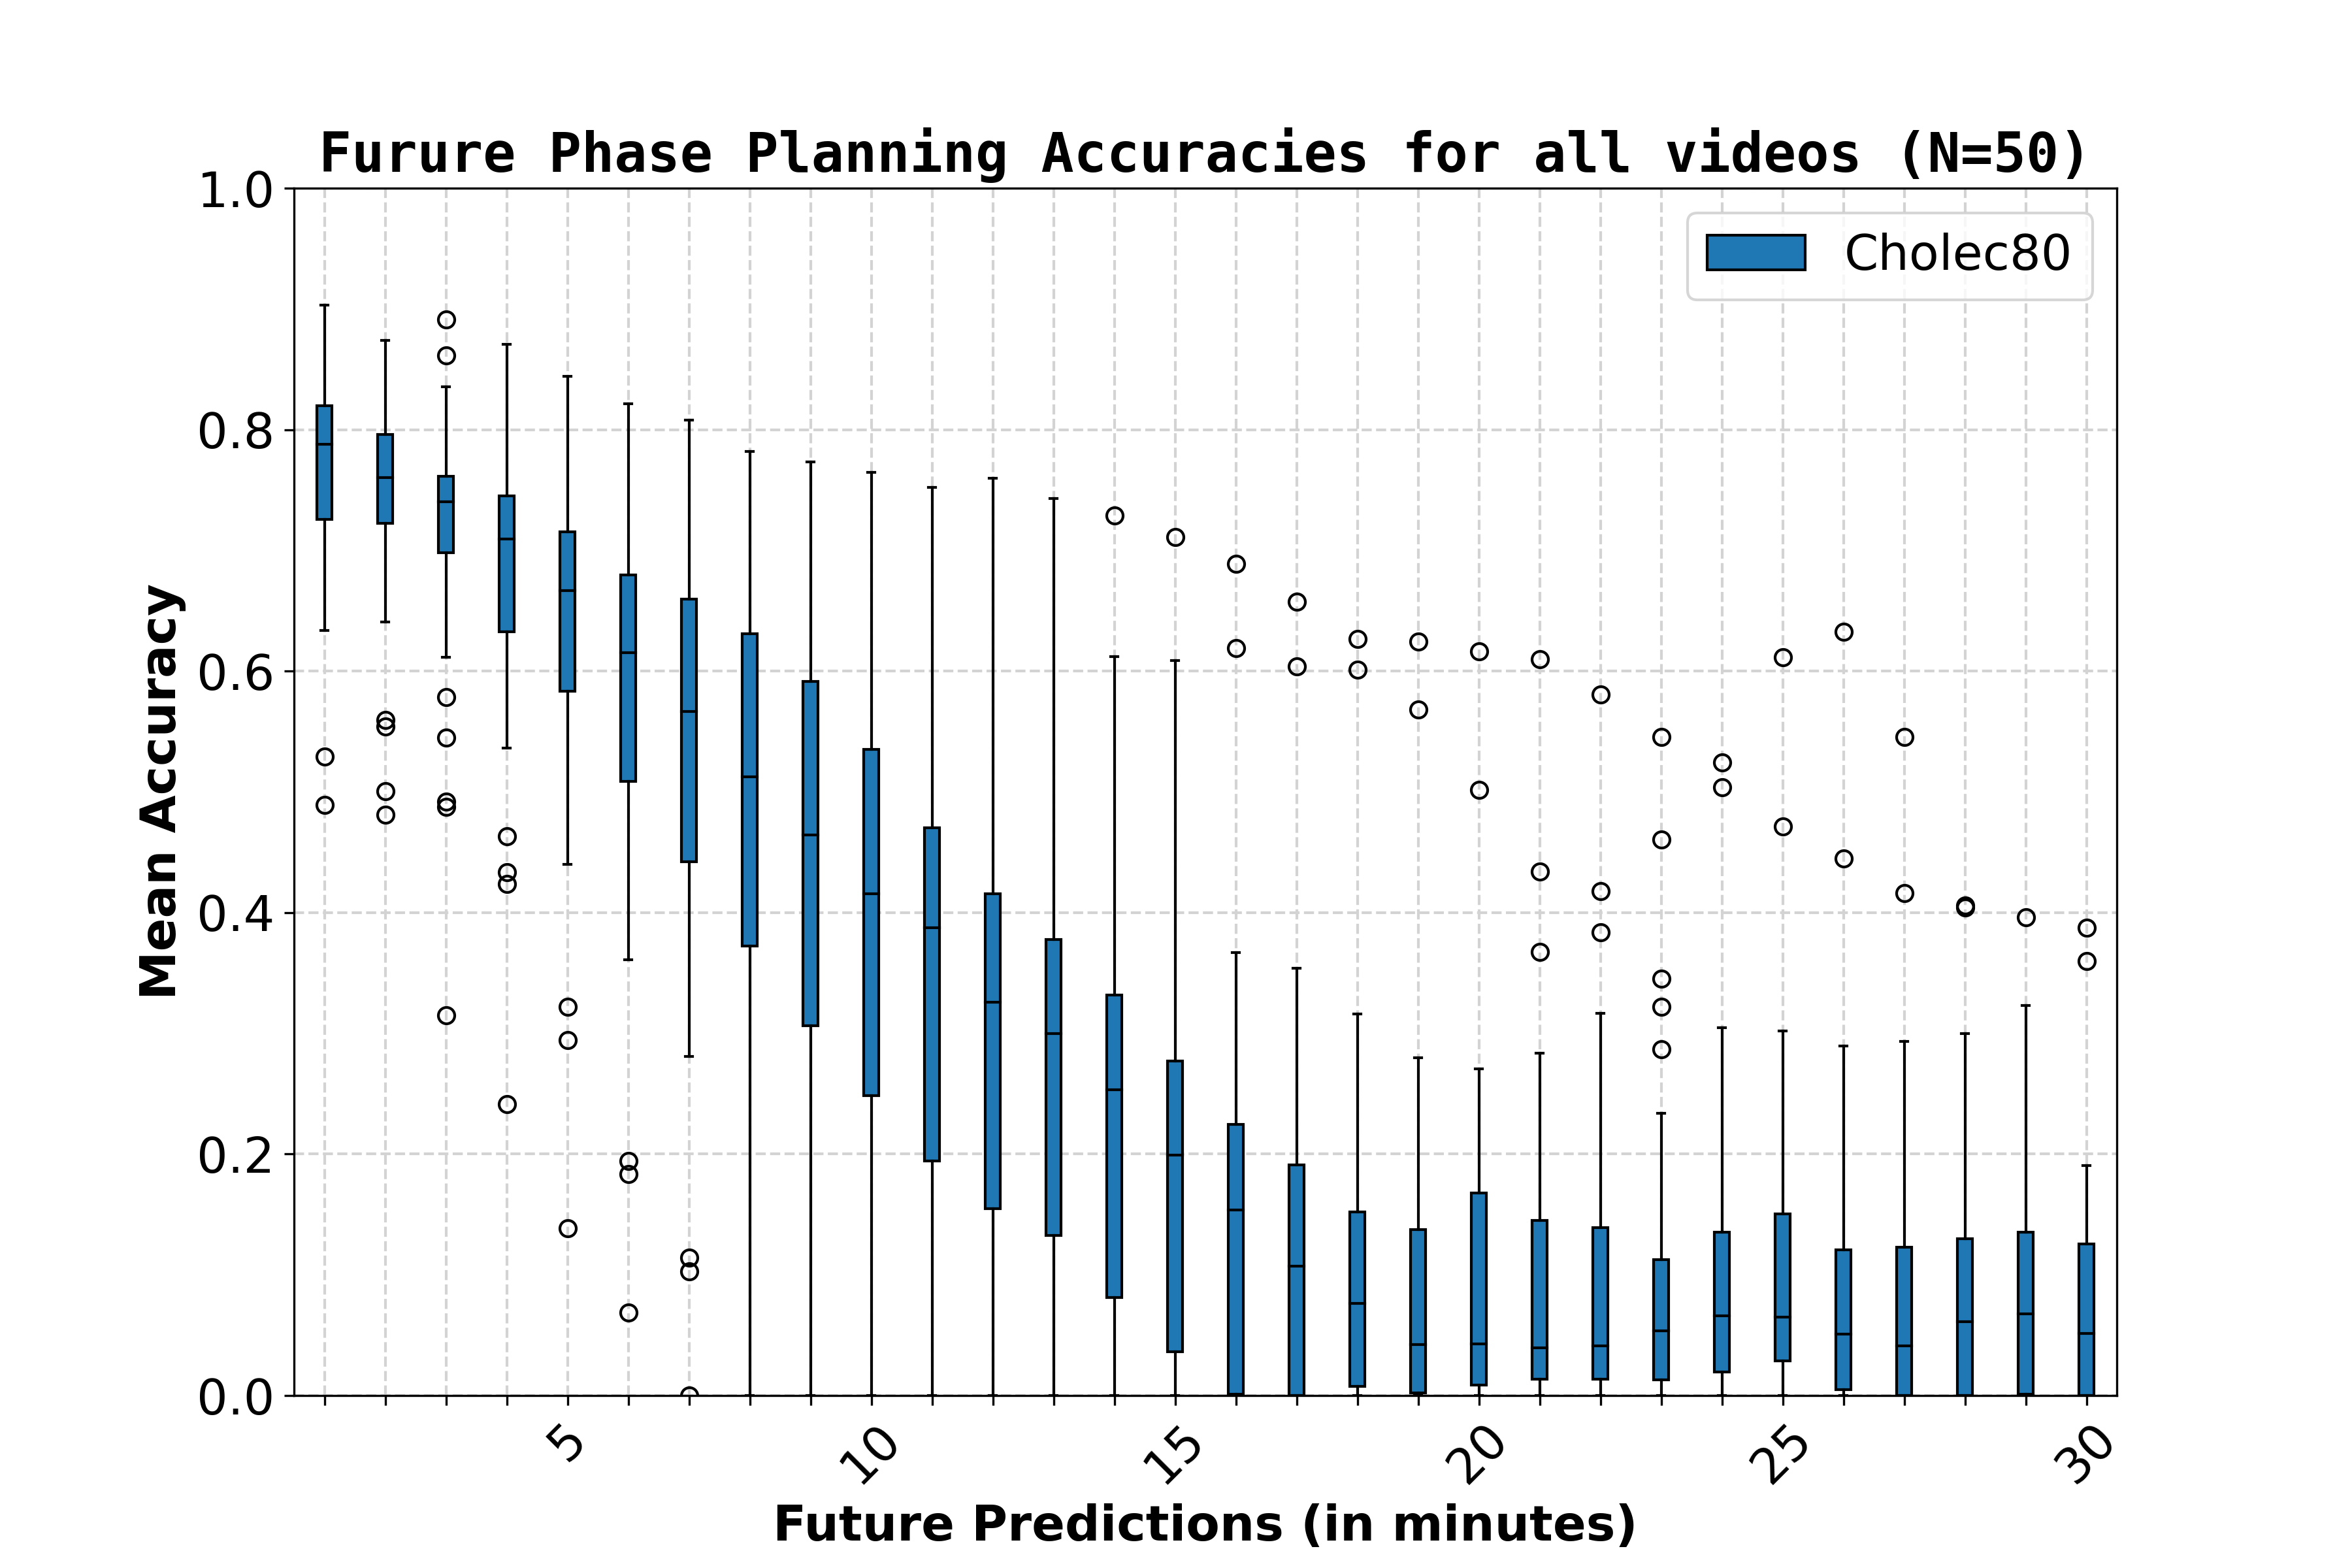 Furure Phase Planning Accuracies for all videos (N=50)
Cholec80
Mean Accuracy
1.0
0.8
0.6
0.4
0.2
0.0
5 10 15 20 25 30
Future Predictions (in minutes)